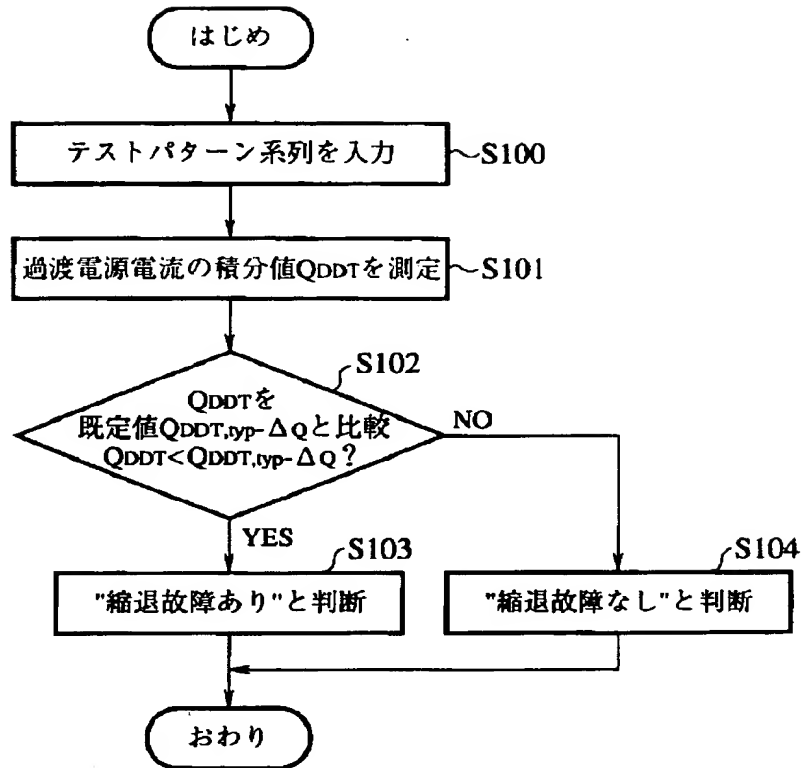 はじめ
テストパターン系列を入力
S100
過渡電源電流の積分値QDDTを測定
S101
S102
QDDTを
既定値QDDT,typ-ΔQと比較
QDDT<QDDT,typ-ΔQ?
NO
YES
S103
"縮退故障あり"と判断
S104
"縮退故障なし"と判断
おわり